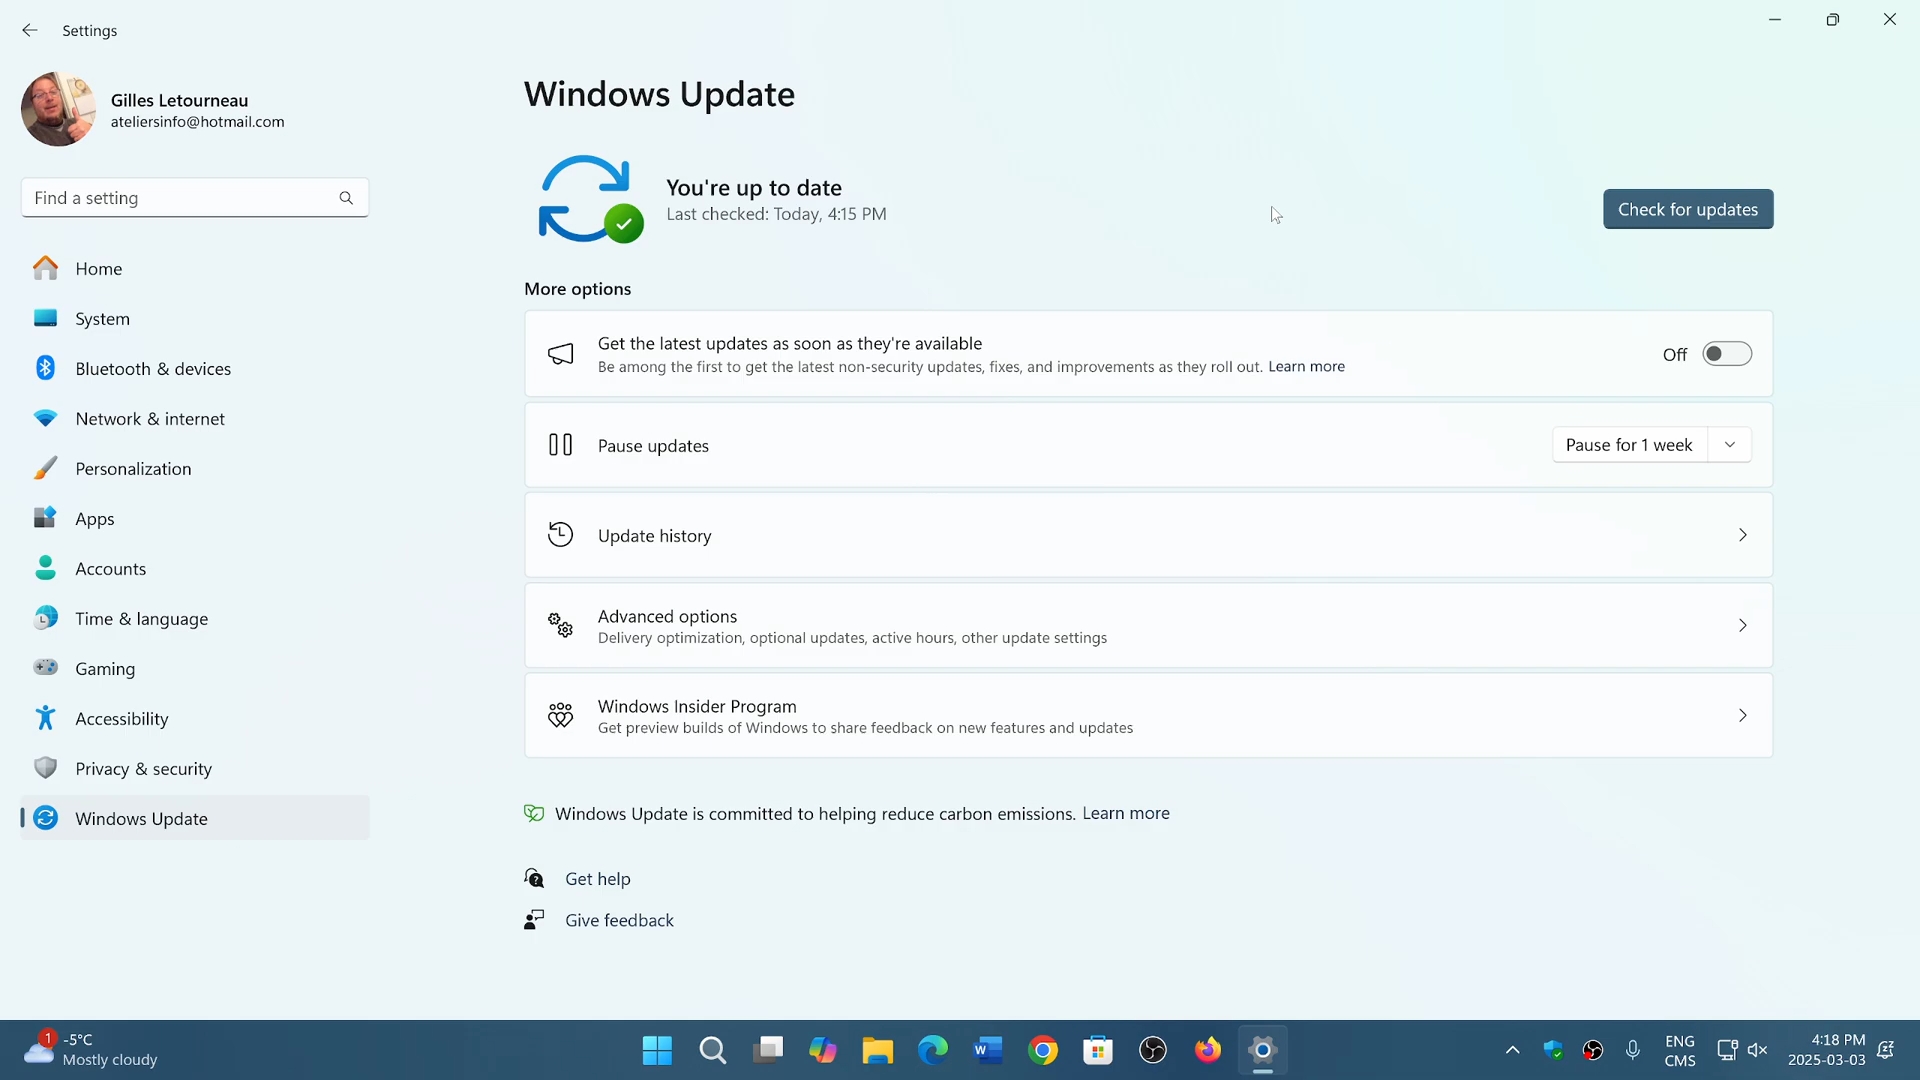 Settings
Gilles Letourneau
ateliersinfo@hotmail.com
Find a setting
Home
System
Bluetooth & devices
Network & internet
Personalization
Apps
Accounts
Time & language
Gaming
Accessibility
Privacy & security
Windows Update
Windows Update
You're up to date
Last checked: Today, 4:15 PM
Check for updates
More options
Get the latest updates as soon as they're available
Be among the first to get the latest non-security updates, fixes, and improvements as they roll out. Learn more
Off
Pause updates
Pause for 1 week
Update history
Advanced options
Delivery optimization, optional updates, active hours, other update settings
Windows Insider Program
Get preview builds of Windows to share feedback on new features and updates
Windows Update is committed to helping reduce carbon emissions. Learn more
Get help
Give feedback
1
-5°C
Mostly cloudy
W
ENG
CMS
4:18 PM
2025-03-03